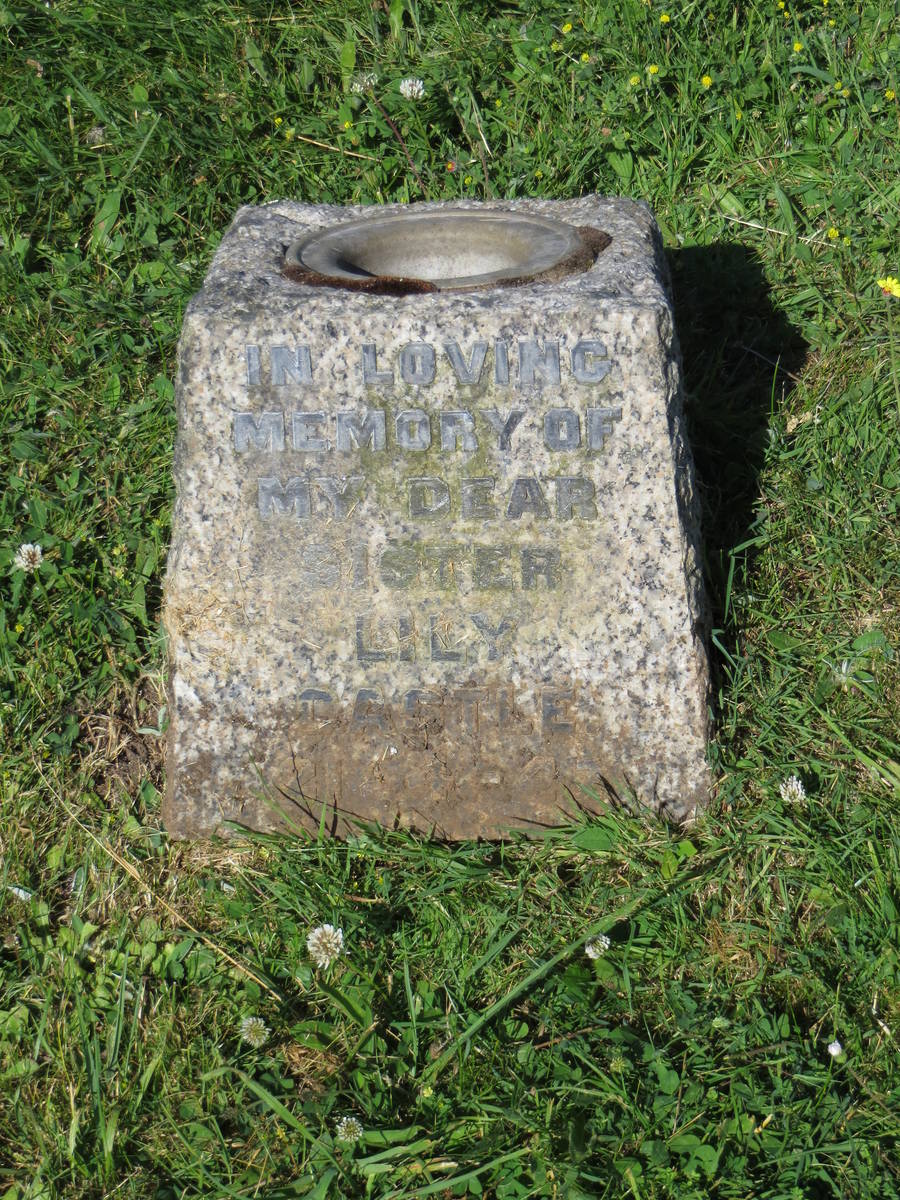 IN LOVING
MEMORY OF
MY DEAR
SISTER
LILY
CASTLE